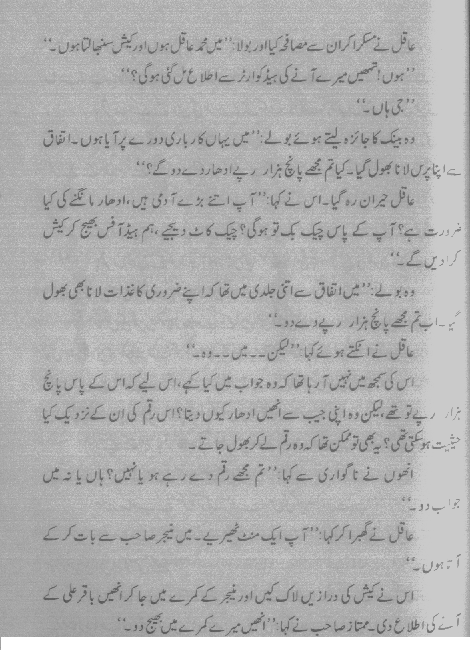 عاقل نے مسکرا کر ان سے مصافحہ کیا اور بولا: ’’میں محمد عاقل ہوں اور کیش سنبھالتا ہوں۔‘‘
’’ہوں! تمھیں میرے آنے کی ہیڈ کوارٹر سے اطلاع مل گئی ہوگی؟‘‘
’’جی ہاں۔‘‘
وہ بینک کا جائزہ لیتے ہوئے بولے: ’’میں یہاں کاروباری دورے پر آیا ہوں۔ اتفاق
سے اپنا پرس لانا بھول گیا۔ کیا تم مجھے پانچ ہزار رپے ادھار دے دو گے؟‘‘
عاقل حیران رہ گیا۔ اس نے کہا: ’’آپ اتنے بڑے آدمی ہیں، ادھار مانگنے کی کیا
ضرورت ہے؟ آپ کے پاس چیک بک تو ہوگی؟ چیک کاٹ دیجیے، ہم ہیڈ آفس بھیج کر کیش
کرا دیں گے۔‘‘
وہ بولے: ’’میں اتفاق سے اتنی جلدی میں تھا کہ اپنے ضروری کاغذات لانا بھی بھول
گیا۔ اب تم مجھے پانچ ہزار رپے دے دو۔‘‘
عاقل نے اٹکتے ہوئے کہا: ’’لیکن۔۔ میں۔۔ وہ۔‘‘
اس کی سمجھ میں نہیں آ رہا تھا کہ وہ جواب میں کیا کہے، اس لیے کہ اس کے پاس پانچ
ہزار رپے تو تھے، لیکن وہ اپنی جیب سے انھیں ادھار کیوں دیتا؟ اس رقم کی ان کے نزدیک کیا
حیثیت ہو سکتی تھی؟ یہ بھی تو ممکن تھا کہ وہ رقم لے کر بھول جاتے۔
انھوں نے ناگواری سے کہا: ’’تم مجھے رقم دے رہے ہو یا نہیں؟ ہاں یا نہ میں
جواب دو۔‘‘
عاقل نے گھبرا کر کہا: ’’آپ ایک منٹ ٹھیریے۔ میں منیجر صاحب سے بات کر کے
آتا ہوں۔‘‘
اس نے کیش کی درازیں لاک کیں اور منیجر کے کمرے میں جا کر انھیں باقر علی کے
آنے کی اطلاع دی۔ ممتاز صاحب نے کہا: ’’انھیں میرے کمرے میں بھیج دو۔‘‘